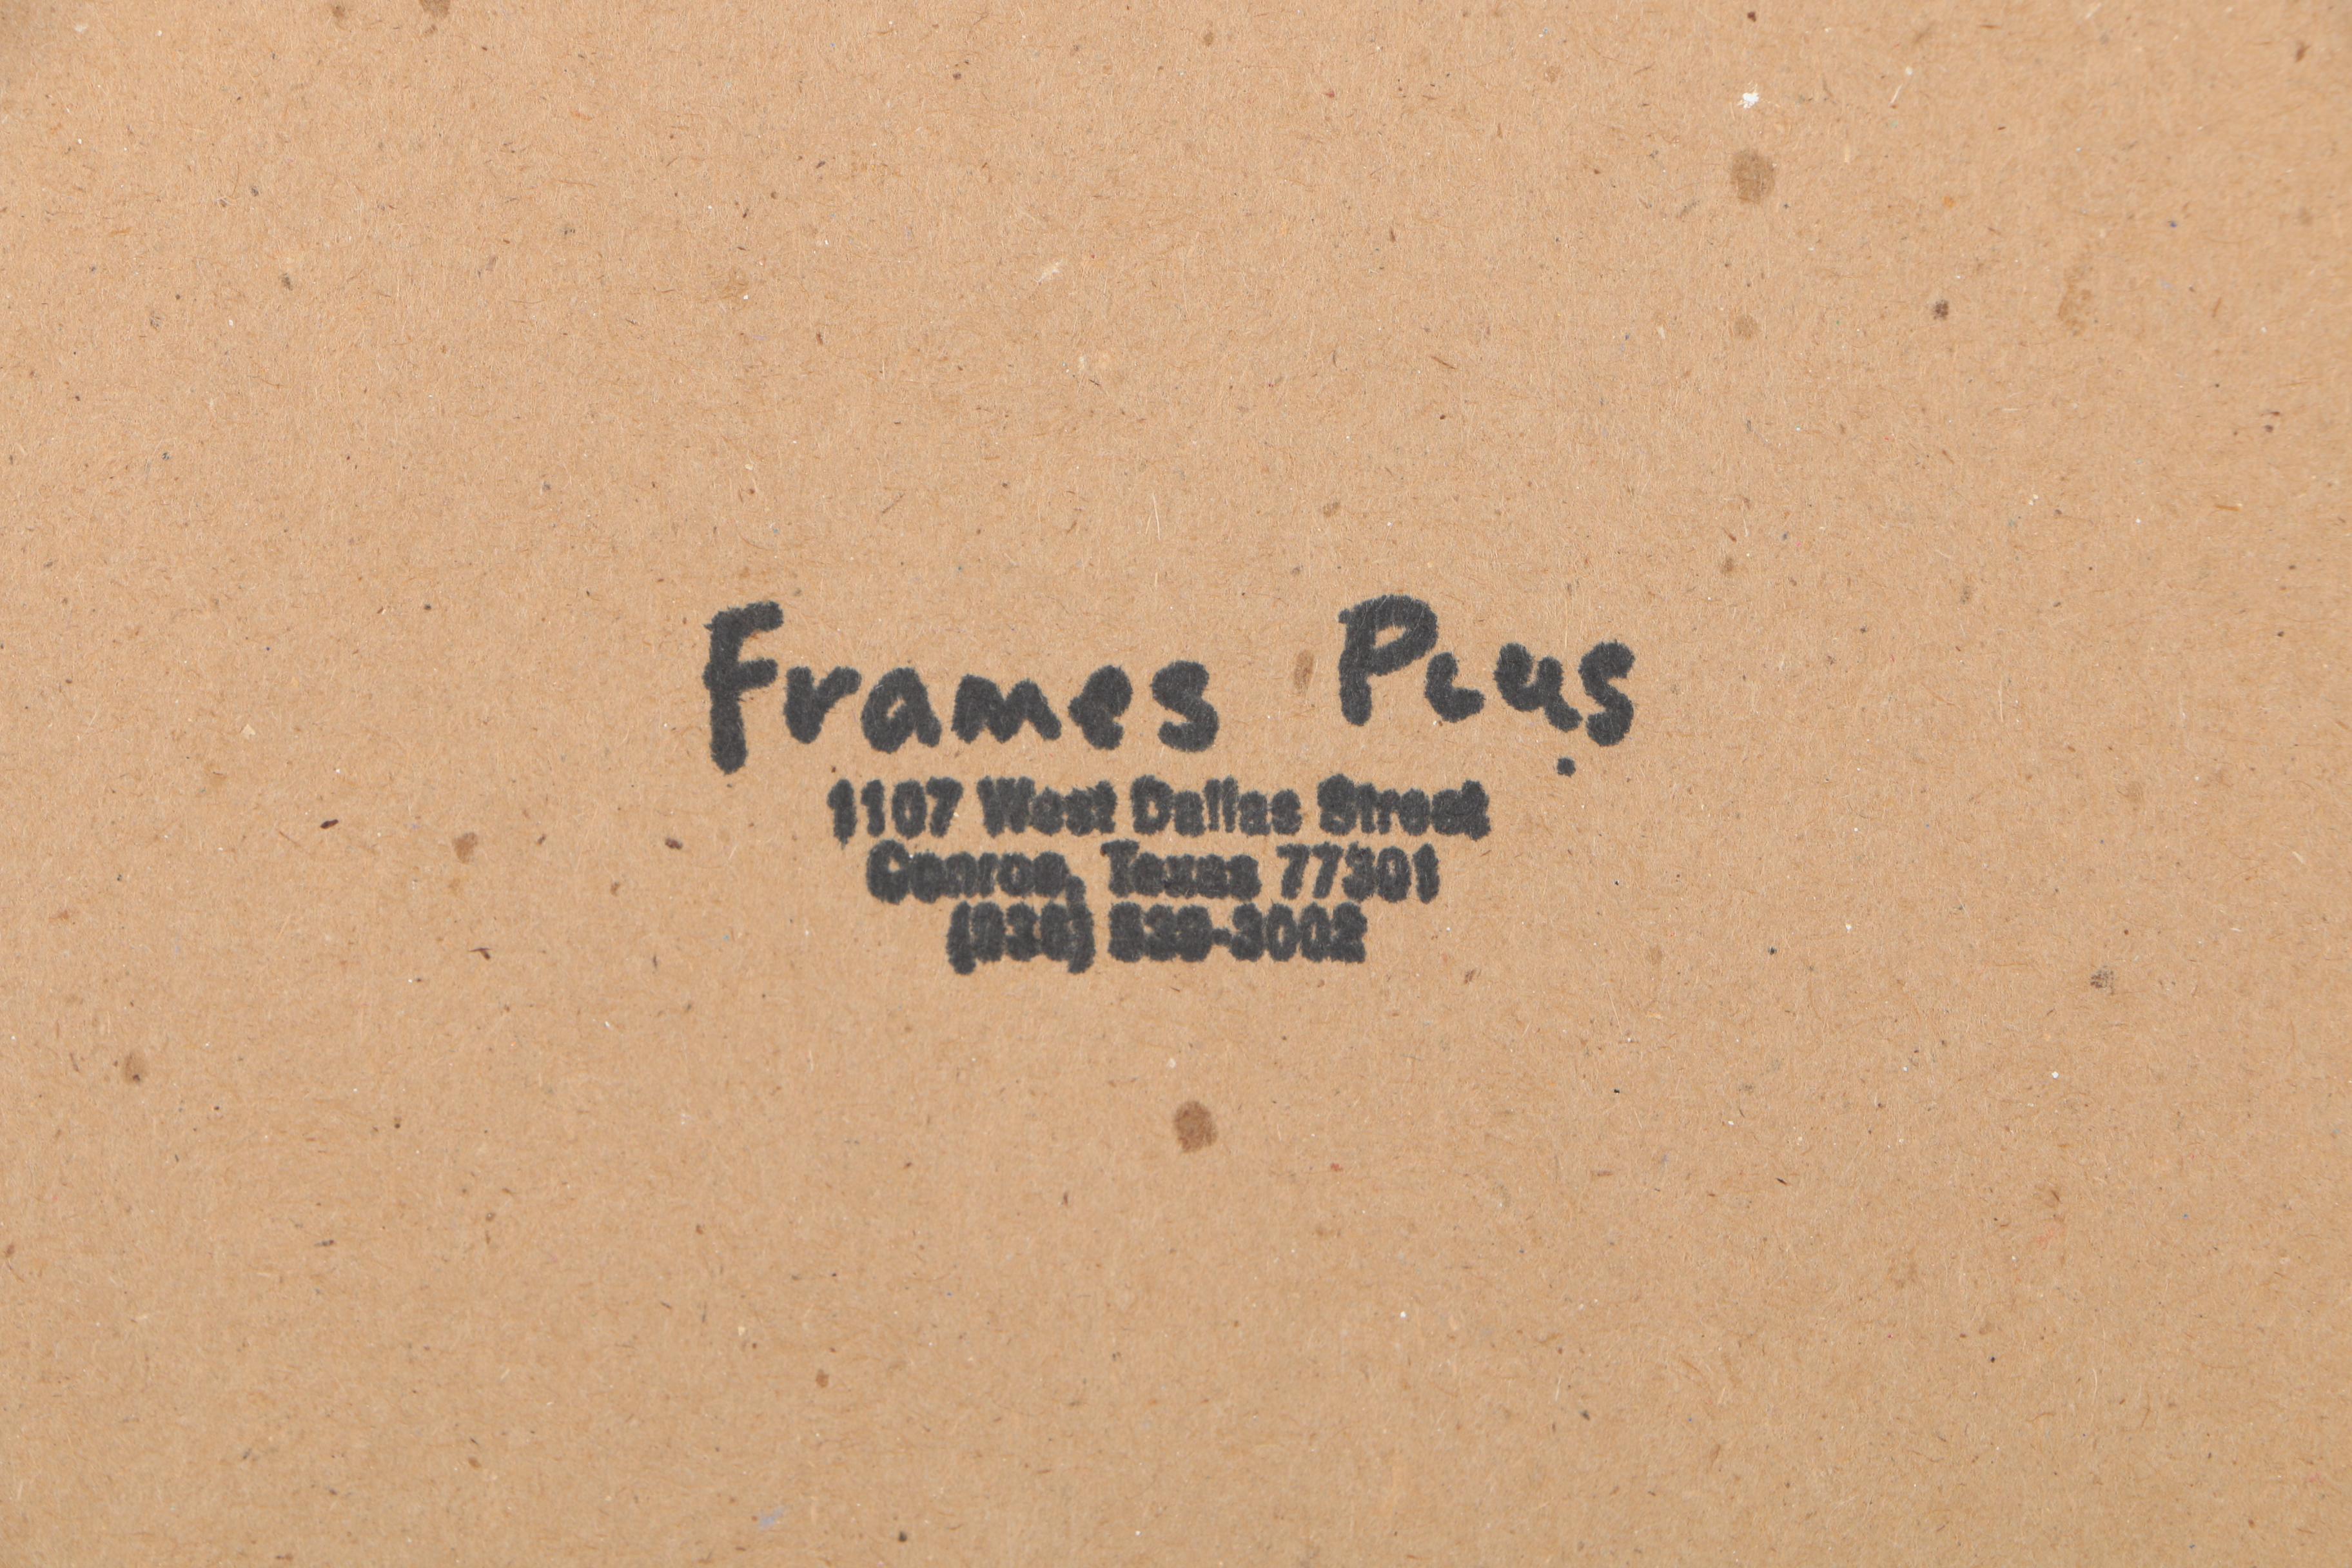 Frames Plus
1107 West Dallas Street
Conroe, Texas 77301
(936) 539-3002